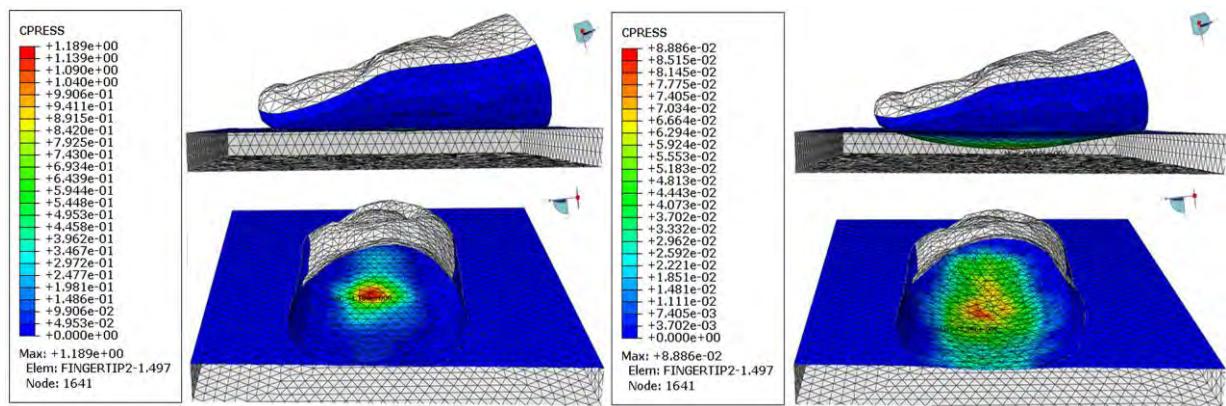 CPRESS
+1.189e+00
+1.139e+00
+1.090e+00
+1.040e+00
+9.906e-01
+9.411e-01
+8.915e-01
+8.420e-01
+7.925e-01
+7.430e-01
+6.934e-01
+6.439e-01
+5.944e-01
+5.448e-01
+4.953e-01
+4.458e-01
+3.962e-01
+3.467e-01
+2.972e-01
+2.477e-01
+1.981e-01
+1.486e-01
+9.906e-02
+4.953e-02
+0.000e+00
Max: +1.189e+00
Elem: FINGERTIP2-1.497
Node: 1641
CPRESS
+8.886e-02
+8.515e-02
+8.145e-02
+7.775e-02
+7.405e-02
+7.034e-02
+6.664e-02
+6.294e-02
+5.924e-02
+5.553e-02
+5.183e-02
+4.813e-02
+4.443e-02
+4.073e-02
+3.702e-02
+3.332e-02
+2.962e-02
+2.592e-02
+2.221e-02
+1.851e-02
+1.481e-02
+1.111e-02
+7.405e-03
+3.702e-03
+0.000e+00
Max: +8.886e-02
Elem: FINGERTIP2-1.497
Node: 1641